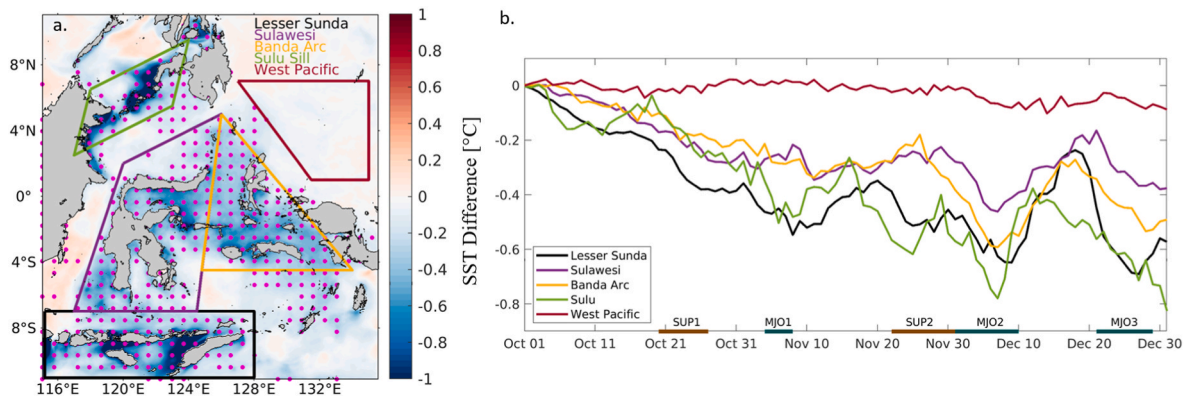 a.
Lesser Sunda
Sulawesi
Banda Arc
Sulu Sill
West Pacific
8°N
4°N
0°
4°S
8°S
116°E 120°E 124°E 128°E 132°E
1
0.8
0.6
0.4
0.2
0
-0.2
-0.4
-0.6
-0.8
-1
b.
SST Difference [°C]
0
-0.2
-0.4
-0.6
-0.8
Lesser Sunda
Sulawesi
Banda Arc
Sulu
West Pacific
SUP1 MJO1 SUP2 MJO2 MJO3
Oct 01 Oct 11 Oct 21 Oct 31 Nov 10 Nov 20 Nov 30 Dec 10 Dec 20 Dec 30